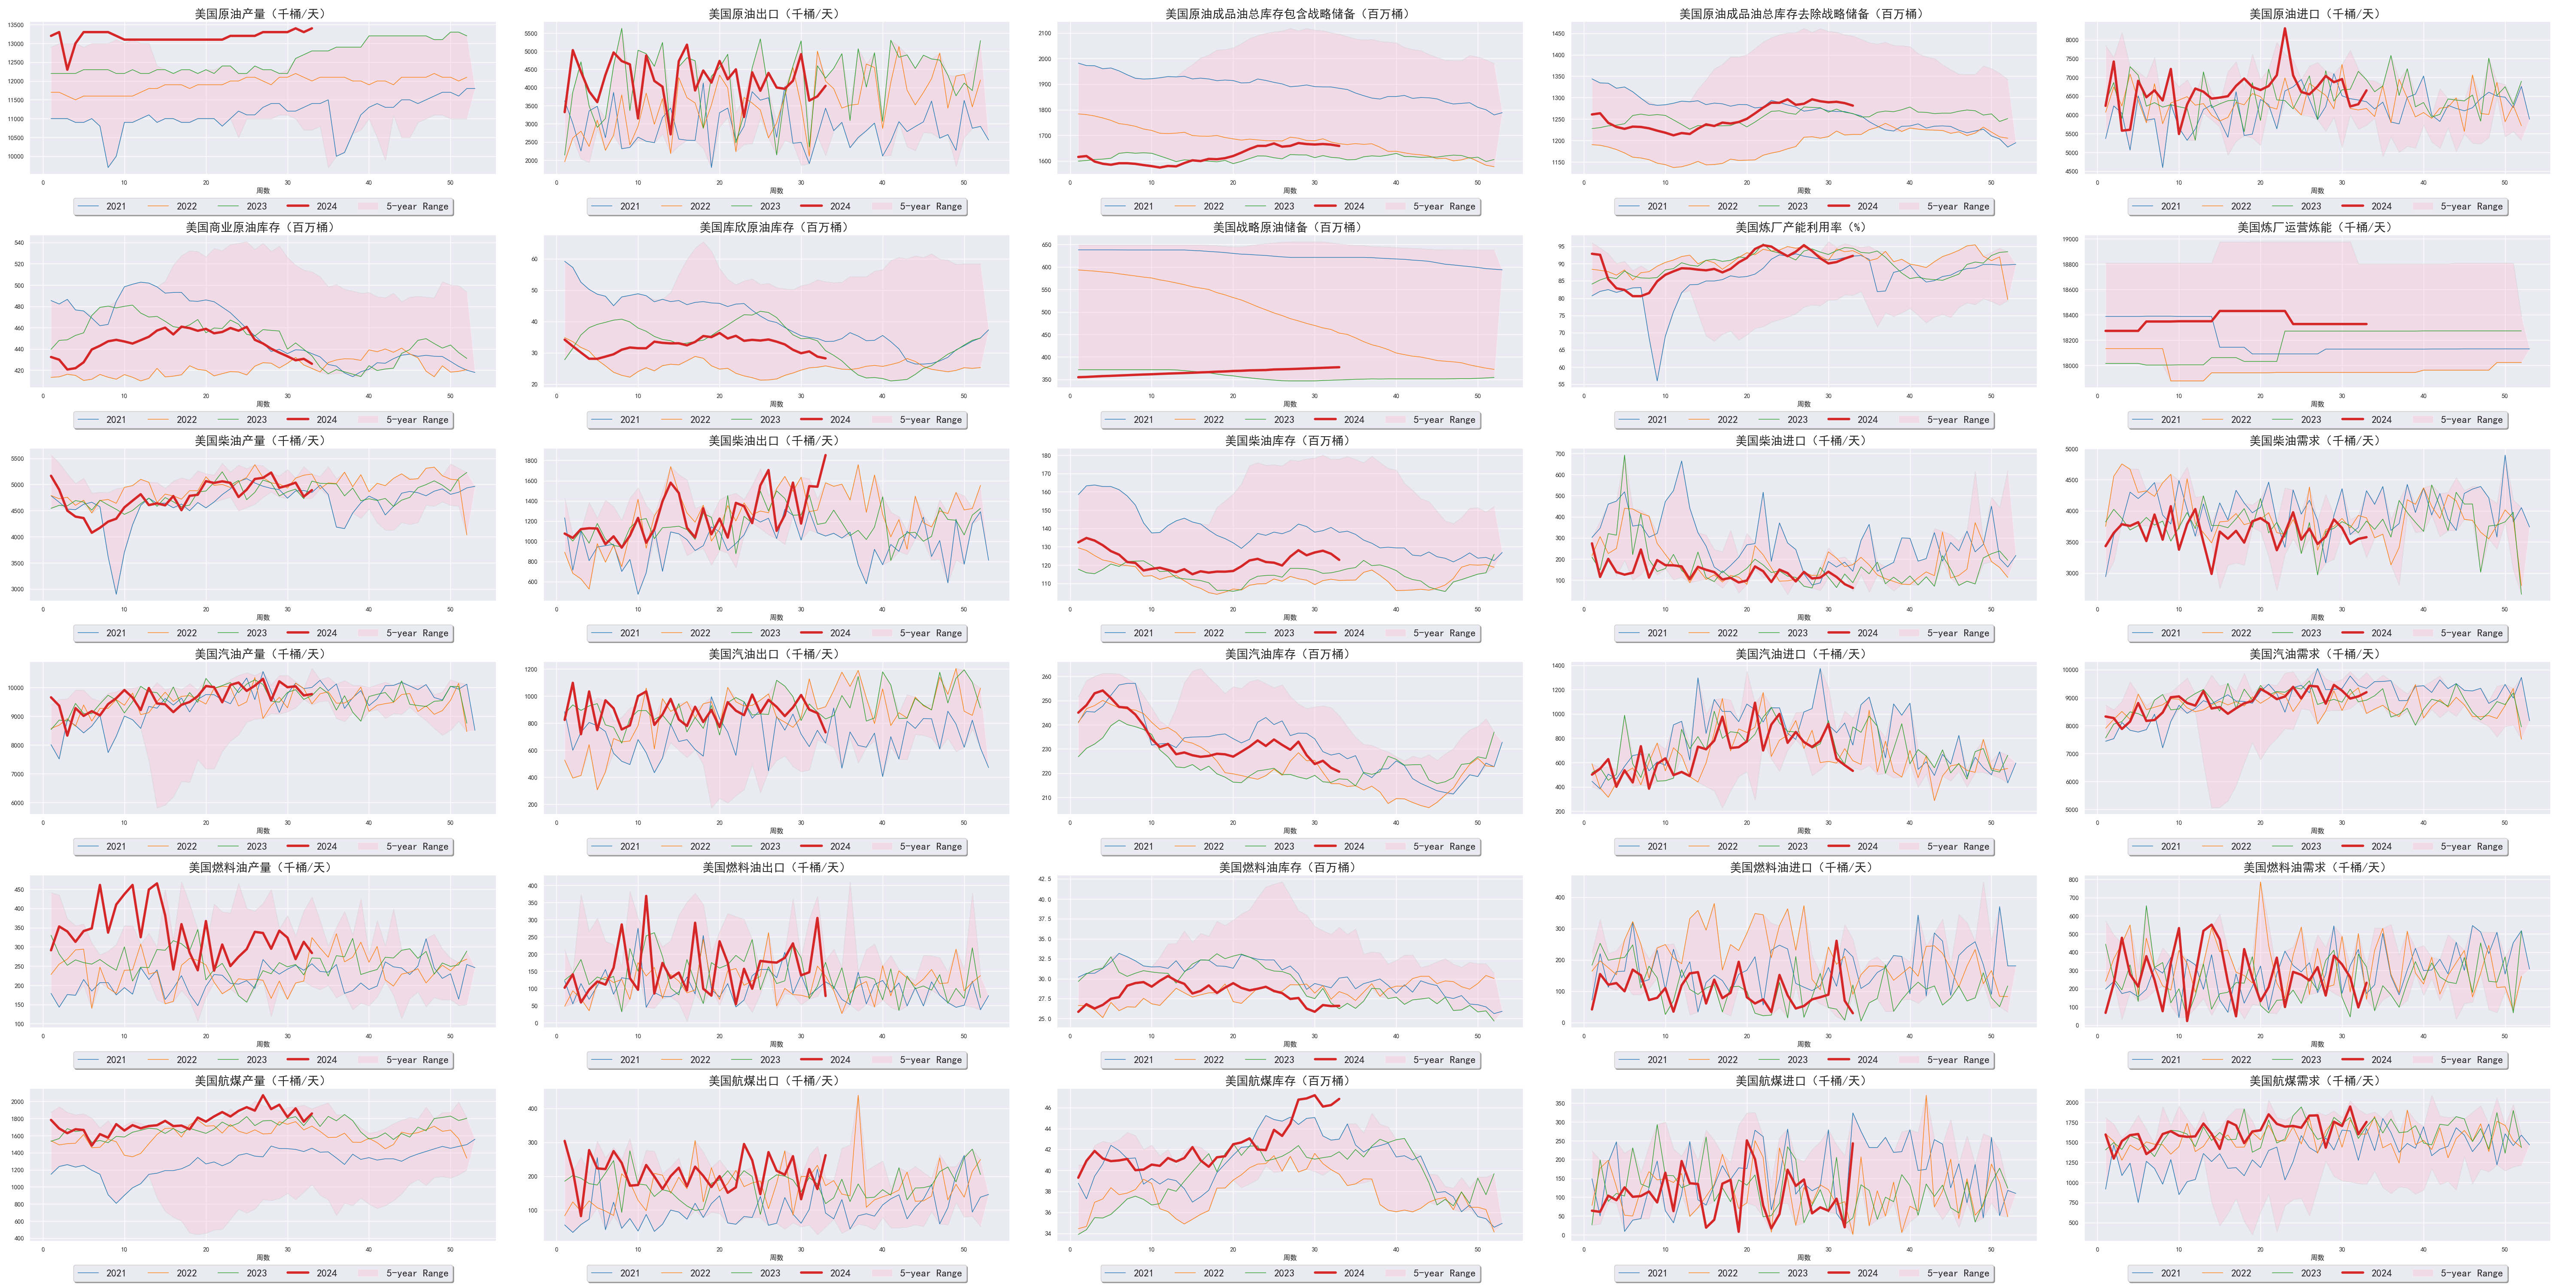 美国原油产量（千桶/天） 美国原油出口（千桶/天） 美国原油成品油总库存包含战略储备（百万桶） 美国原油成品油总库存去除战略储备（百万桶） 美国原油进口（千桶/天）
周数 周数 周数 周数 周数
2021 2022 2023 2024 5-year Range 2021 2022 2023 2024 5-year Range 2021 2022 2023 2024 5-year Range 2021 2022 2023 2024 5-year Range 2021 2022 2023 2024 5-year Range
美国商业原油库存（百万桶） 美国库欣原油库存（百万桶） 美国战略原油储备（百万桶） 美国炼厂产能利用率（%） 美国炼厂运营炼能（千桶/天）
周数 周数 周数 周数 周数
2021 2022 2023 2024 5-year Range 2021 2022 2023 2024 5-year Range 2021 2022 2023 2024 5-year Range 2021 2022 2023 2024 5-year Range 2021 2022 2023 2024 5-year Range
美国柴油产量（千桶/天） 美国柴油出口（千桶/天） 美国柴油库存（百万桶） 美国柴油进口（千桶/天） 美国柴油需求（千桶/天）
周数 周数 周数 周数 周数
2021 2022 2023 2024 5-year Range 2021 2022 2023 2024 5-year Range 2021 2022 2023 2024 5-year Range 2021 2022 2023 2024 5-year Range 2021 2022 2023 2024 5-year Range
美国汽油产量（千桶/天） 美国汽油出口（千桶/天） 美国汽油库存（百万桶） 美国汽油进口（千桶/天） 美国汽油需求（千桶/天）
周数 周数 周数 周数 周数
2021 2022 2023 2024 5-year Range 2021 2022 2023 2024 5-year Range 2021 2022 2023 2024 5-year Range 2021 2022 2023 2024 5-year Range 2021 2022 2023 2024 5-year Range
美国燃料油产量（千桶/天） 美国燃料油出口（千桶/天） 美国燃料油库存（百万桶） 美国燃料油进口（千桶/天） 美国燃料油需求（千桶/天）
周数 周数 周数 周数 周数
2021 2022 2023 2024 5-year Range 2021 2022 2023 2024 5-year Range 2021 2022 2023 2024 5-year Range 2021 2022 2023 2024 5-year Range 2021 2022 2023 2024 5-year Range
美国航煤产量（千桶/天） 美国航煤出口（千桶/天） 美国航煤库存（百万桶） 美国航煤进口（千桶/天） 美国航煤需求（千桶/天）
周数 周数 周数 周数 周数
2021 2022 2023 2024 5-year Range 2021 2022 2023 2024 5-year Range 2021 2022 2023 2024 5-year Range 2021 2022 2023 2024 5-year Range 2021 2022 2023 2024 5-year Range